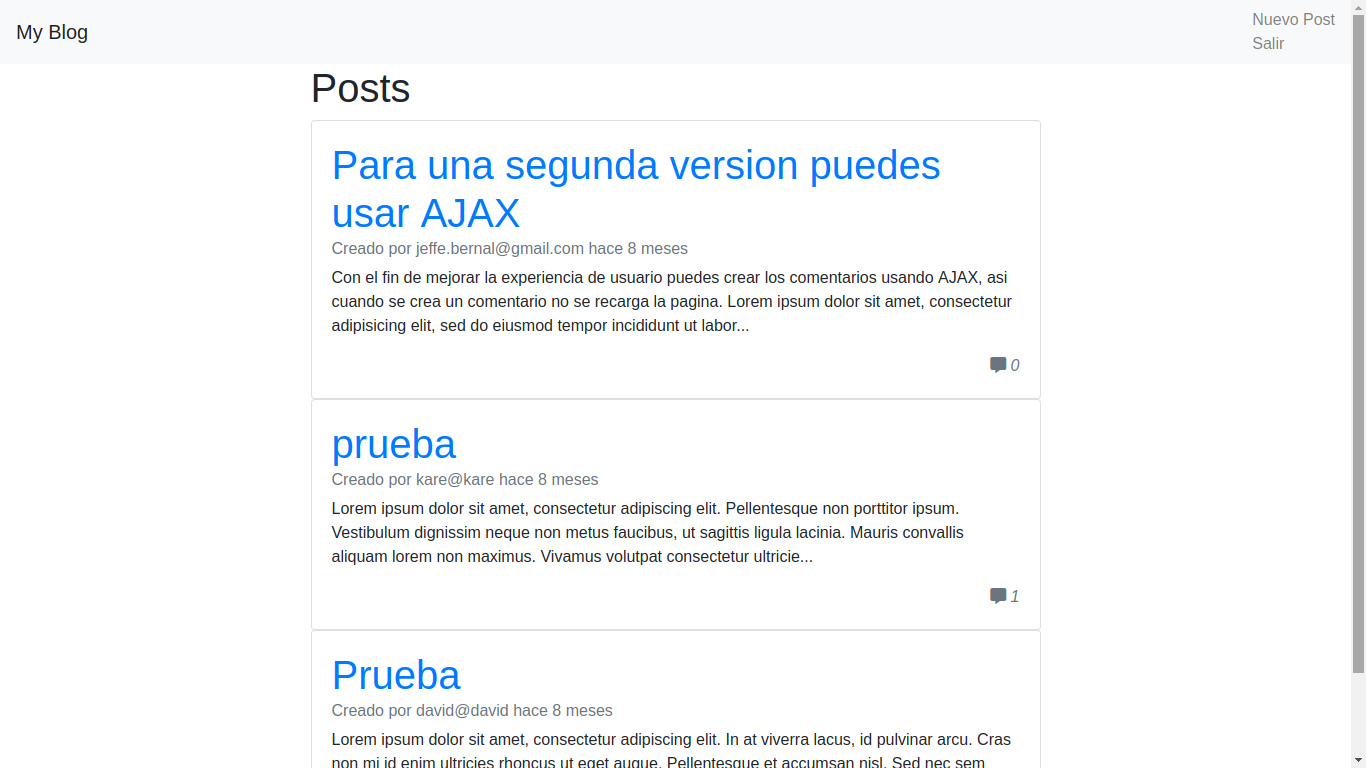 My Blog
Nuevo Post
Salir
Posts
Para una segunda version puedes
usar AJAX
Creado por jeffe.bernal@gmail.com hace 8 meses
Con el fin de mejorar la experiencia de usuario puedes crear los comentarios usando AJAX, asi
cuando se crea un comentario no se recarga la pagina. Lorem ipsum dolor sit amet, consectetur
adipisicing elit, sed do eiusmod tempor incididunt ut labor...
0
prueba
Creado por kare@kare hace 8 meses
Lorem ipsum dolor sit amet, consectetur adipiscing elit. Pellentesque non porttitor ipsum.
Vestibulum dignissim neque non metus faucibus, ut sagittis ligula lacinia. Mauris convallis
aliquam lorem non maximus. Vivamus volutpat consectetur ultricie...
1
Prueba
Creado por david@david hace 8 meses
Lorem ipsum dolor sit amet, consectetur adipiscing elit. In at viverra lacus, id pulvinar arcu. Cras
non mi id enim ultricies rhoncus ut eget augue. Pellentesque et accumsan nisl. Sed nec sem